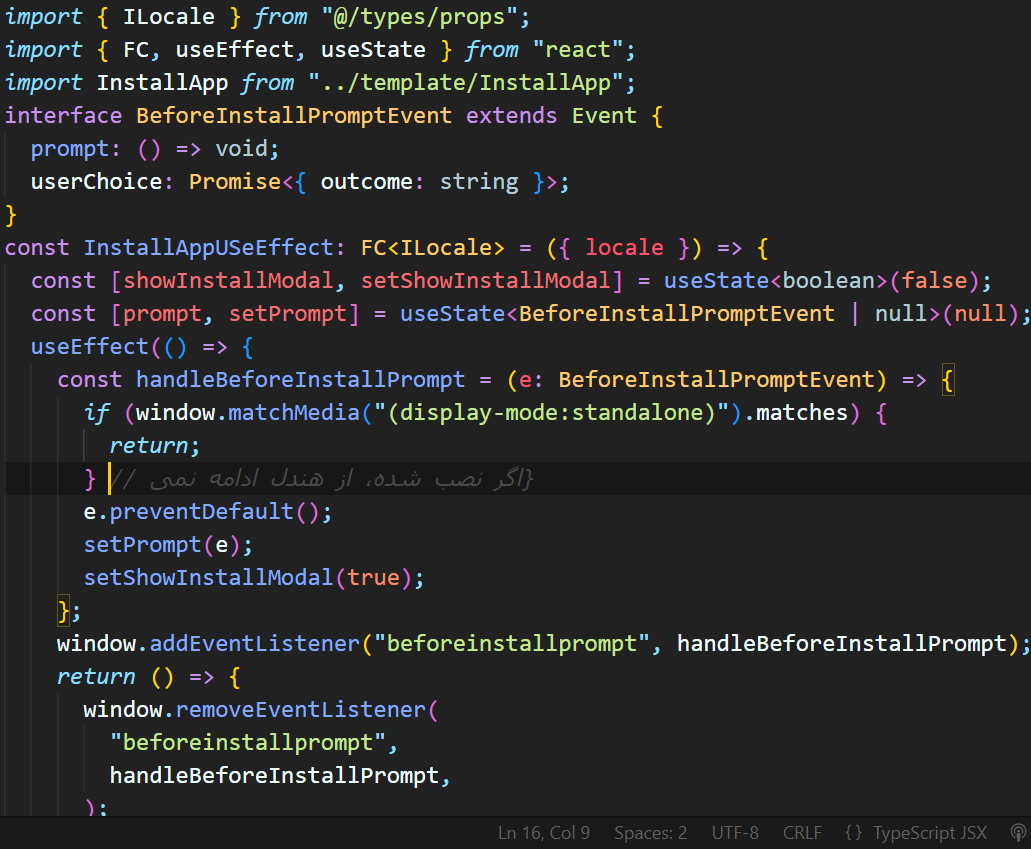 import { ILocale } from "@/types/props";
import { FC, useEffect, useState } from "react";
import InstallApp from "../template/InstallApp";
interface BeforeInstallPromptEvent extends Event {
  prompt: () => void;
  userChoice: Promise<{ outcome: string }>;
}
const InstallAppUSeEffect: FC<ILocale> = ({ locale }) => {
  const [showInstallModal, setShowInstallModal] = useState<boolean>(false);
  const [prompt, setPrompt] = useState<BeforeInstallPromptEvent | null>(null);
  useEffect(() => {
    const handleBeforeInstallPrompt = (e: BeforeInstallPromptEvent) => {
      if (window.matchMedia("(display-mode:standalone)").matches) {
        return;
      } // اگر نصب شده، از هندل ادامه نمی}
      e.preventDefault();
      setPrompt(e);
      setShowInstallModal(true);
    };
    window.addEventListener("beforeinstallprompt", handleBeforeInstallPrompt);
    return () => {
      window.removeEventListener(
        "beforeinstallprompt",
        handleBeforeInstallPrompt,
      );
Ln 16, Col 9 Spaces: 2 UTF-8 CRLF {} TypeScript JSX